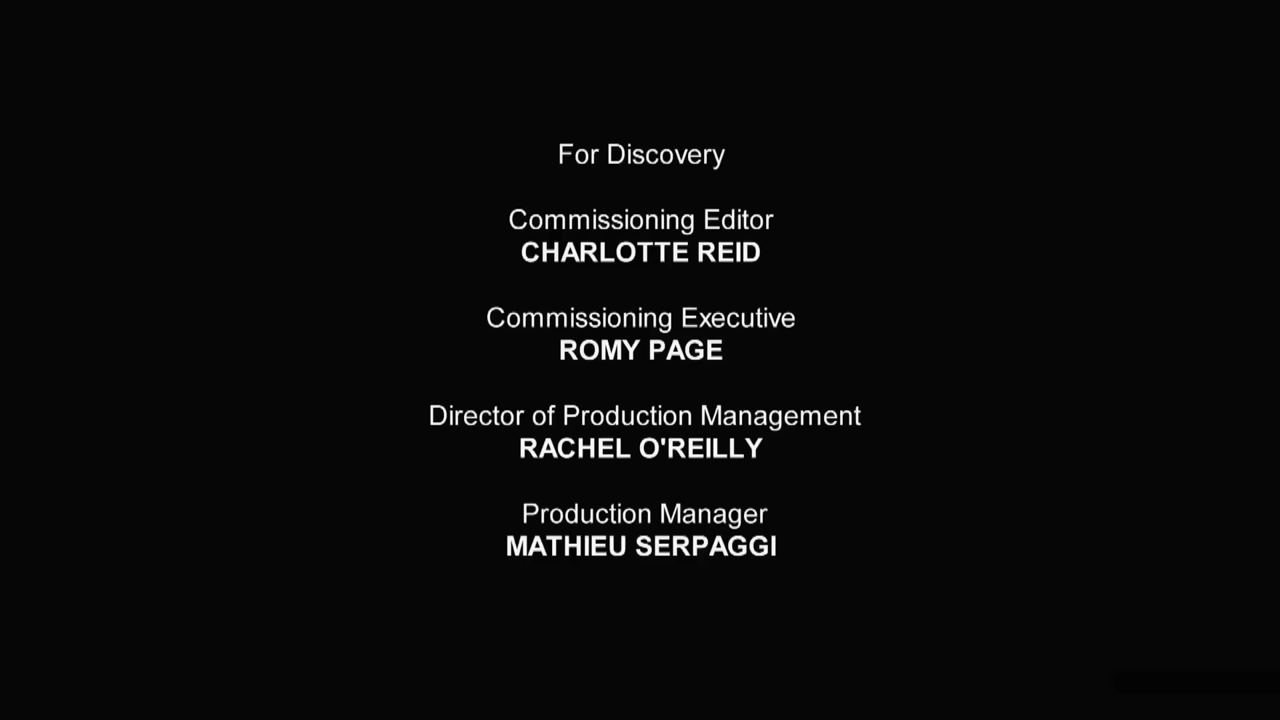 For Discovery
Commissioning Editor
CHARLOTTE REID
Commissioning Executive
ROMY PAGE
Director of Production Management
RACHEL O'REILLY
Production Manager
MATHIEU SERPAGGI